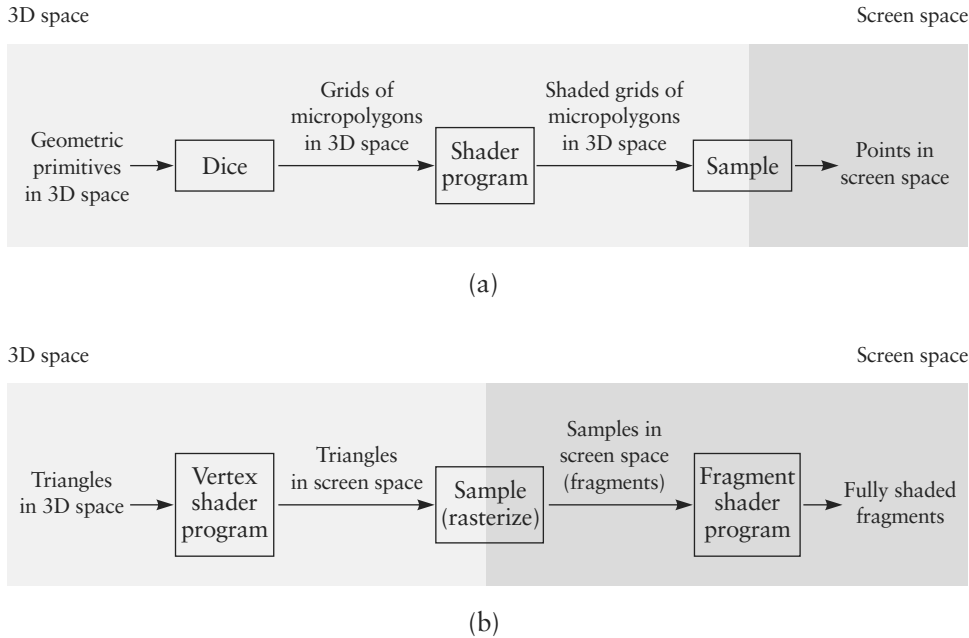 3D space
Screen space
Geometric
primitives
in 3D space
Dice
Grids of
micropolygons
in 3D space
Shader
program
Shaded grids of
micropolygons
in 3D space
Sample
Points in
screen space
(a)
3D space
Screen space
Triangles
in 3D space
Vertex
shader
program
Triangles
in screen space
Sample
(rasterize)
Samples in
screen space
(fragments)
Fragment
shader
program
Fully shaded
fragments
(b)